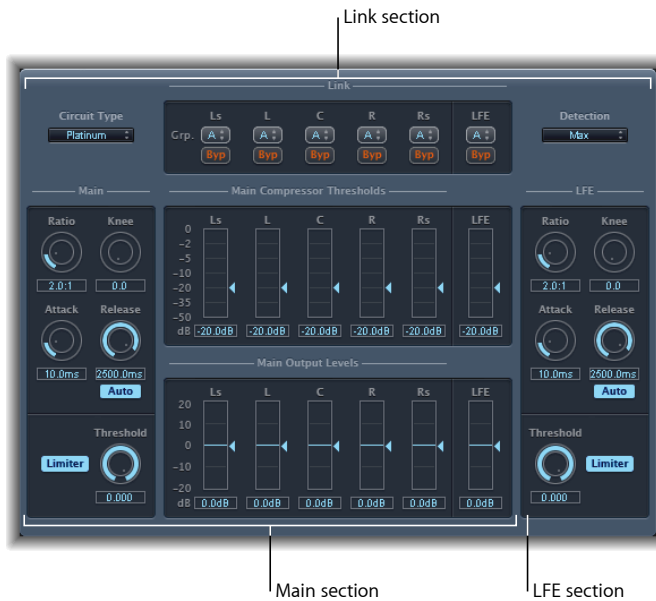 Link section
Link
Circuit Type
Platinum
Ls L C R Rs LFE
Grp. A A A A A A
Byp Byp Byp Byp Byp Byp
Detection
Max
Main
Ratio Knee
2.0:1 0.0
Attack Release
10.0ms 2500.0ms
Auto
Threshold
Limiter
0.000
Main Compressor Thresholds
Ls L C R Rs LFE
0
-2
-5
-10
-20
-35
-50
dB -20.0dB -20.0dB -20.0dB -20.0dB -20.0dB -20.0dB
Main Output Levels
Ls L C R Rs LFE
20
10
0
-10
-20
dB 0.0dB 0.0dB 0.0dB 0.0dB 0.0dB 0.0dB
LFE
Ratio Knee
2.0:1 0.0
Attack Release
10.0ms 2500.0ms
Auto
Threshold
Limiter
0.000
Main section
LFE section